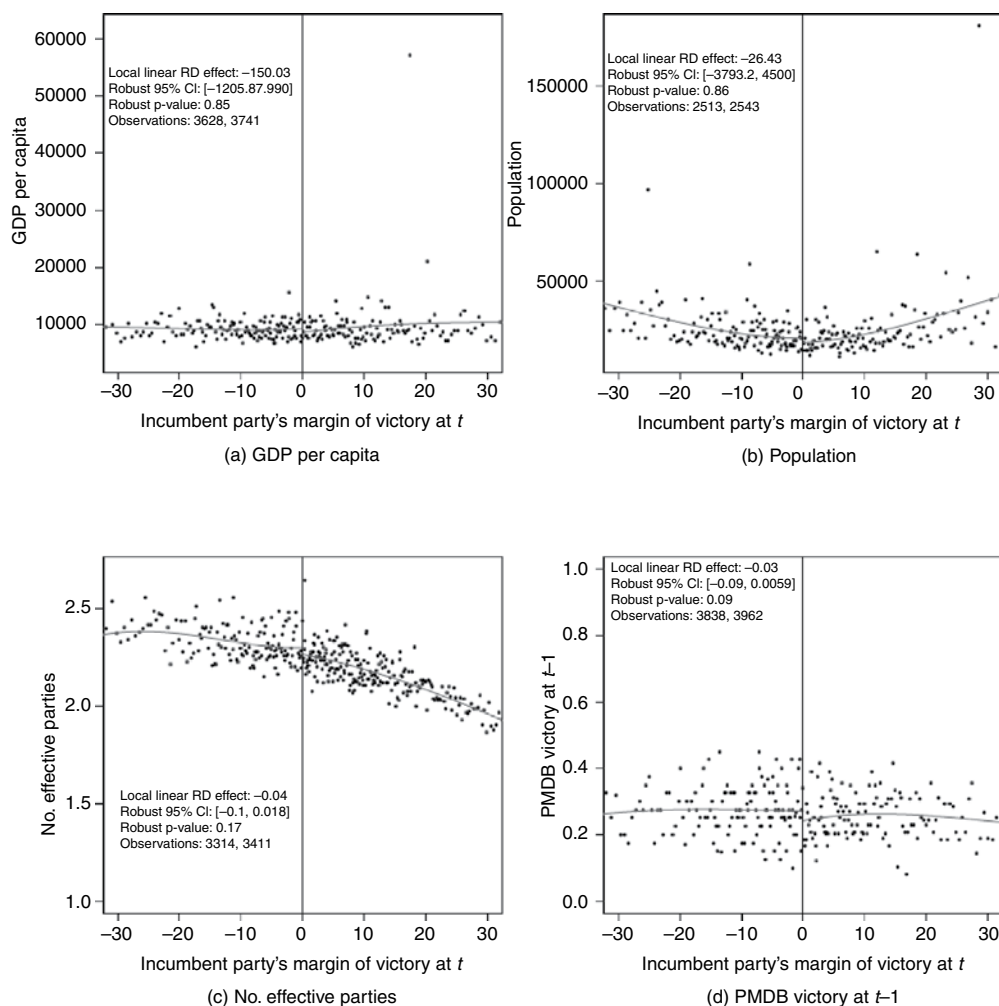 60000
50000
40000
30000
20000
10000
GDP per capita
Local linear RD effect: –150.03
Robust 95% CI: [–1205.87.990]
Robust p-value: 0.85
Observations: 3628, 3741
–30 –20 –10 0 10 20 30
Incumbent party's margin of victory at t
(a) GDP per capita
150000
100000
50000
Population
Local linear RD effect: –26.43
Robust 95% CI: [–3793.2, 4500]
Robust p-value: 0.86
Observations: 2513, 2543
–30 –20 –10 0 10 20 30
Incumbent party's margin of victory at t
(b) Population
2.5
2.0
1.5
1.0
No. effective parties
Local linear RD effect: –0.04
Robust 95% CI: [–0.1, 0.018]
Robust p-value: 0.17
Observations: 3314, 3411
–30 –20 –10 0 10 20 30
Incumbent party's margin of victory at t
(c) No. effective parties
1.0
0.8
0.6
0.4
0.2
0.0
PMDB victory at t–1
Local linear RD effect: –0.03
Robust 95% CI: [–0.09, 0.0059]
Robust p-value: 0.09
Observations: 3838, 3962
–30 –20 –10 0 10 20 30
Incumbent party's margin of victory at t
(d) PMDB victory at t–1